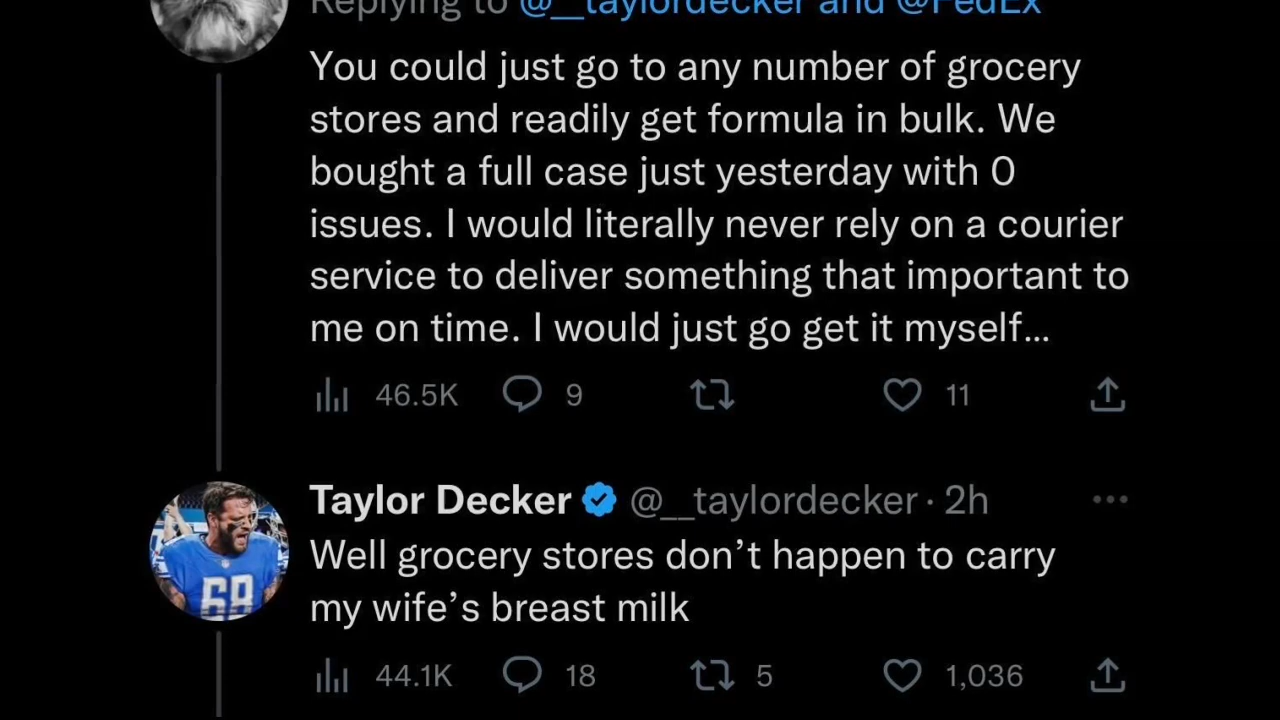 Replying to @__taylordecker and @FedEx
You could just go to any number of grocery
stores and readily get formula in bulk. We
bought a full case just yesterday with 0
issues. I would literally never rely on a courier
service to deliver something that important to
me on time. I would just go get it myself...
46.5K 9 11
Taylor Decker @__taylordecker · 2h
Well grocery stores don’t happen to carry
my wife’s breast milk
44.1K 18 5 1,036
68